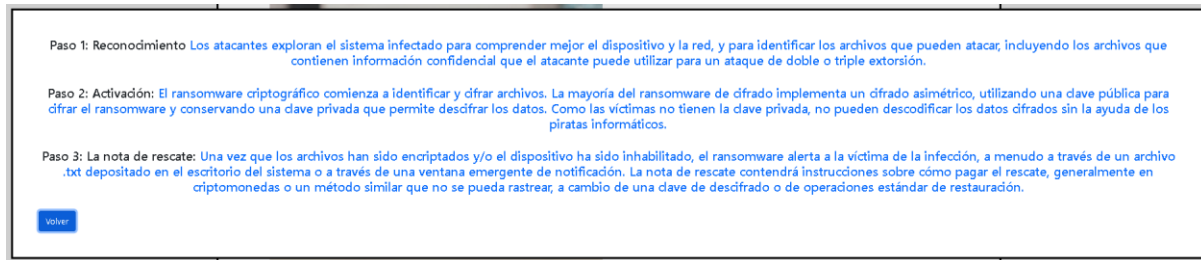 Paso 1: Reconocimiento Los atacantes exploran el sistema infectado para comprender mejor el dispositivo y la red, y para identificar los archivos que pueden atacar, incluyendo los archivos que
contienen información confidencial que el atacante puede utilizar para un ataque de doble o triple extorsión.
Paso 2: Activación: El ransomware criptográfico comienza a identificar y cifrar archivos. La mayoría del ransomware de cifrado implementa un cifrado asimétrico, utilizando una clave pública para
cifrar el ransomware y conservando una clave privada que permite descifrar los datos. Como las víctimas no tienen la clave privada, no pueden descodificar los datos cifrados sin la ayuda de los
piratas informáticos.
Paso 3: La nota de rescate: Una vez que los archivos han sido encriptados y/o el dispositivo ha sido inhabilitado, el ransomware alerta a la víctima de la infección, a menudo a través de un archivo
.txt depositado en el escritorio del sistema o a través de una ventana emergente de notificación. La nota de rescate contendrá instrucciones sobre cómo pagar el rescate, generalmente en
criptomonedas o un método similar que no se pueda rastrear, a cambio de una clave de descifrado o de operaciones estándar de restauración.
Volver